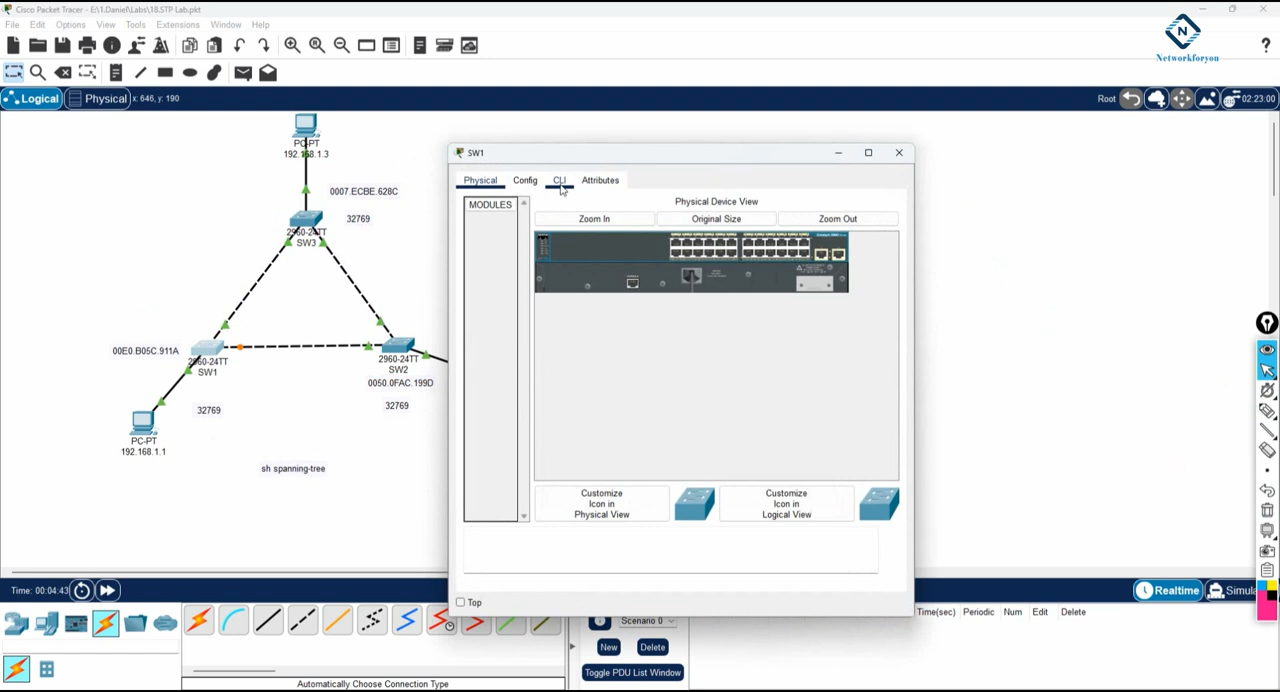 Cisco Packet Tracer - E:\1.Daniel\Labs\18.STP Lab.pkt
File Edit Options View Tools Extensions Window Help
N
Networkforyou
?
Logical Physical x: 646, y: 190 Root 02:23:00
PC-PT
192.168.1.3
0007.ECBE.628C
32769
2960-24TT
SW3
00E0.B05C.911A
2960-24TT
SW1
2960-24TT
SW2
0050.0FAC.199D
32769
32769
PC-PT
192.168.1.1
sh spanning-tree
SW1
Physical Config CLI Attributes
MODULES
Physical Device View
Zoom In Original Size Zoom Out
Customize
Icon in
Physical View
Customize
Icon in
Logical View
Top
Time: 00:04:43
Realtime Simula
Scenario 0
New Delete
Toggle PDU List Window
Time(sec) Periodic Num Edit Delete
Automatically Choose Connection Type